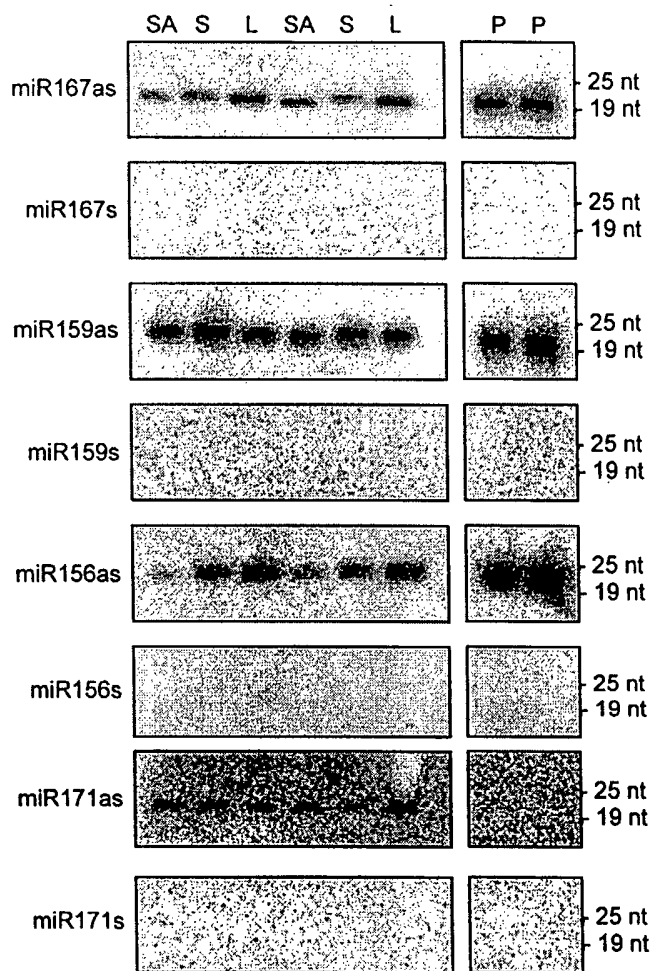 SA S L SA S L P P
miR167as
25 nt
19 nt
miR167s
25 nt
19 nt
miR159as
25 nt
19 nt
miR159s
25 nt
19 nt
miR156as
25 nt
19 nt
miR156s
25 nt
19 nt
miR171as
25 nt
19 nt
miR171s
25 nt
19 nt